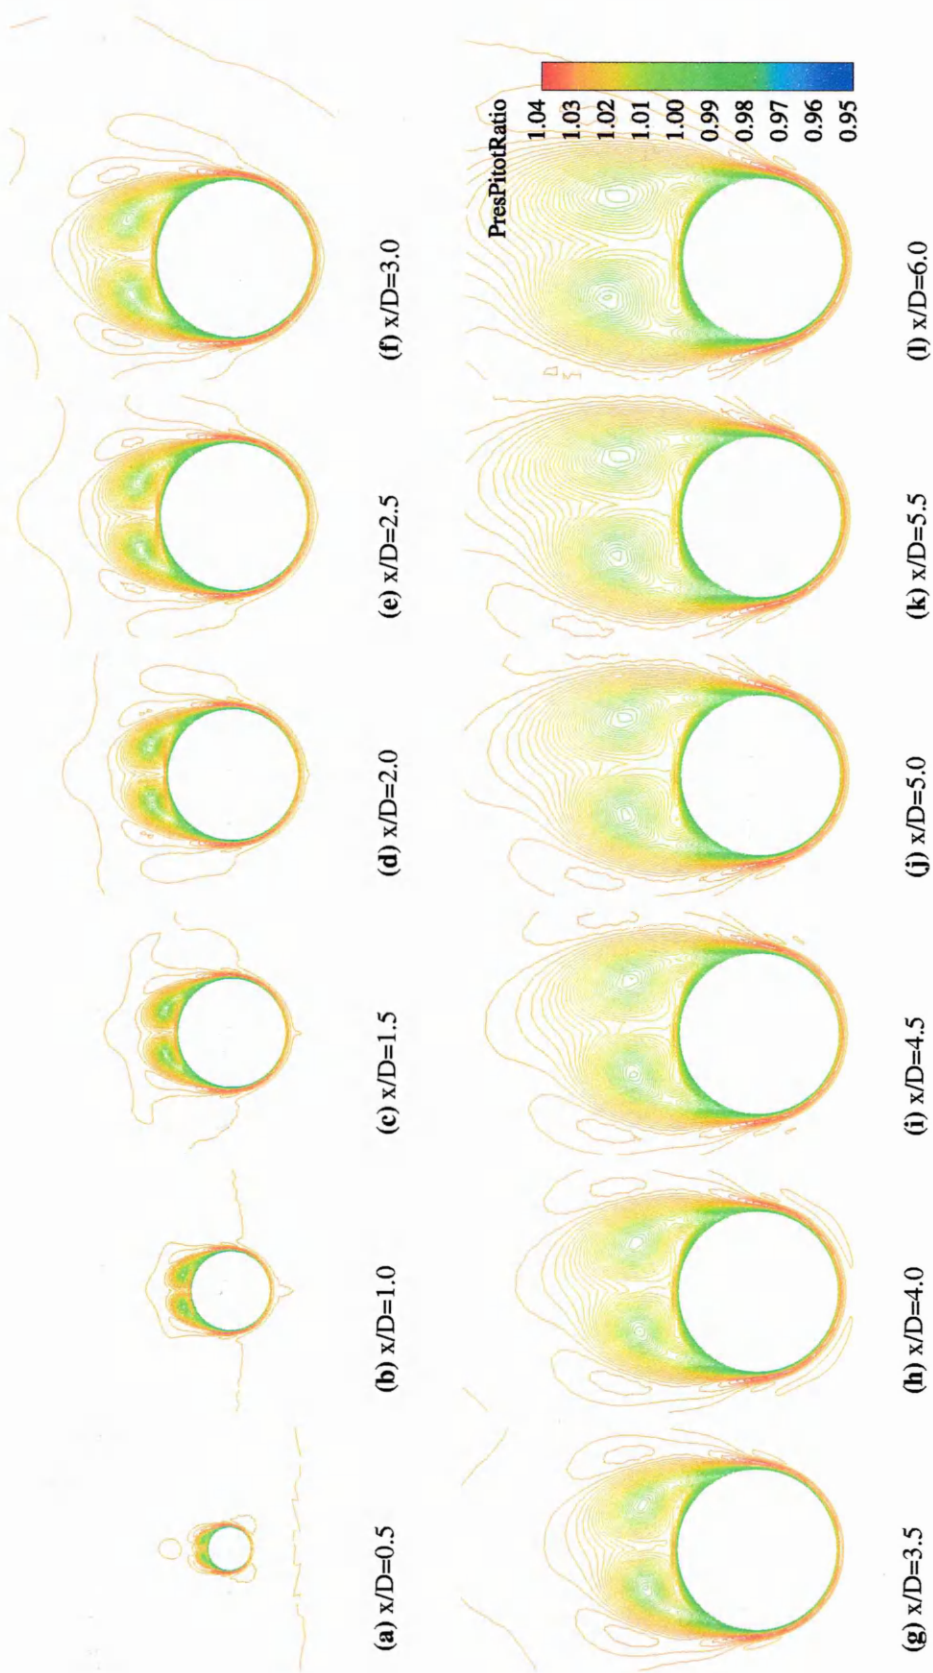 (a) x/D=0.5
(b) x/D=1.0
(c) x/D=1.5
(d) x/D=2.0
(e) x/D=2.5
(f) x/D=3.0
PresPitotRatio
1.04
1.03
1.02
1.01
1.00
0.99
0.98
0.97
0.96
0.95
(g) x/D=3.5
(h) x/D=4.0
(i) x/D=4.5
(j) x/D=5.0
(k) x/D=5.5
(l) x/D=6.0